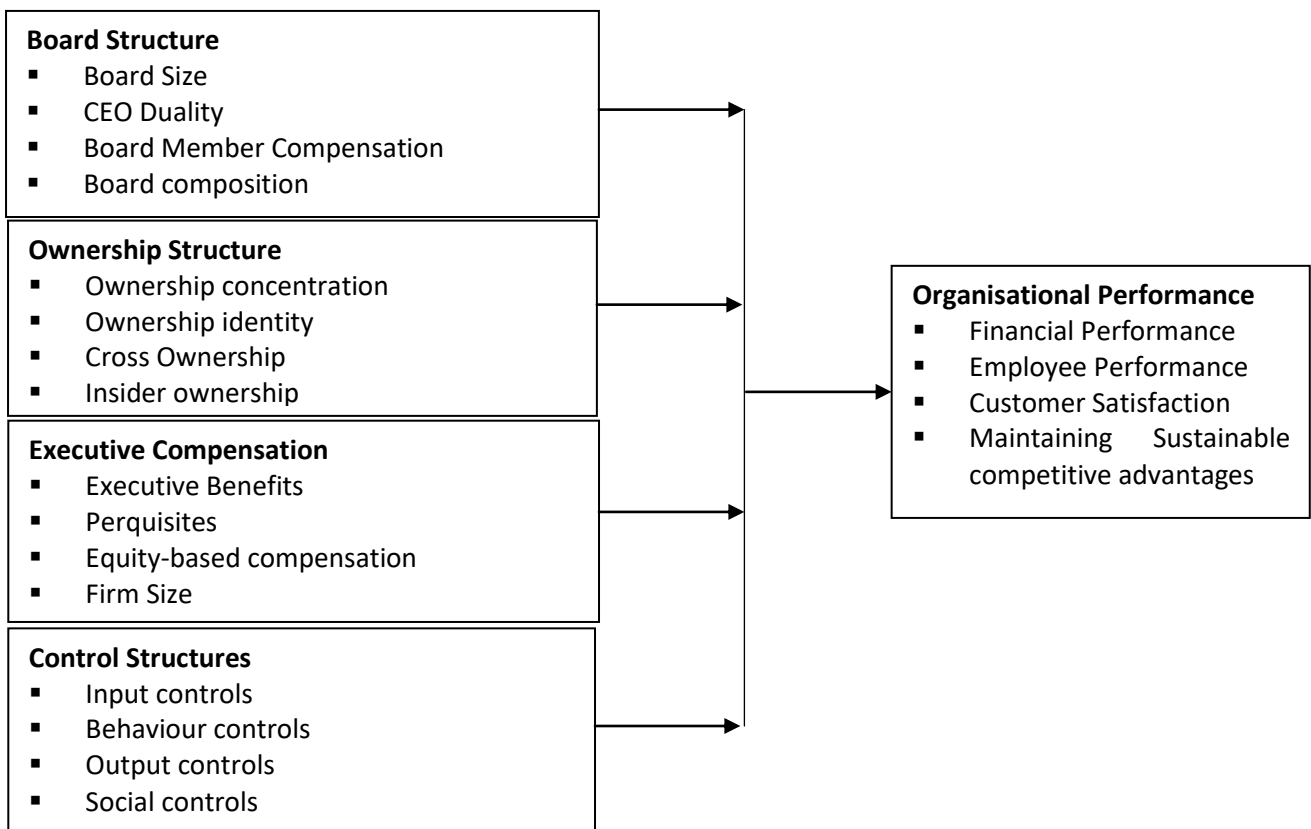 Board Structure
▪ Board Size
▪ CEO Duality
▪ Board Member Compensation
▪ Board composition
Ownership Structure
▪ Ownership concentration
▪ Ownership identity
▪ Cross Ownership
▪ Insider ownership
Executive Compensation
▪ Executive Benefits
▪ Perquisites
▪ Equity-based compensation
▪ Firm Size
Control Structures
▪ Input controls
▪ Behaviour controls
▪ Output controls
▪ Social controls
Organisational Performance
▪ Financial Performance
▪ Employee Performance
▪ Customer Satisfaction
▪ Maintaining Sustainable
competitive advantages